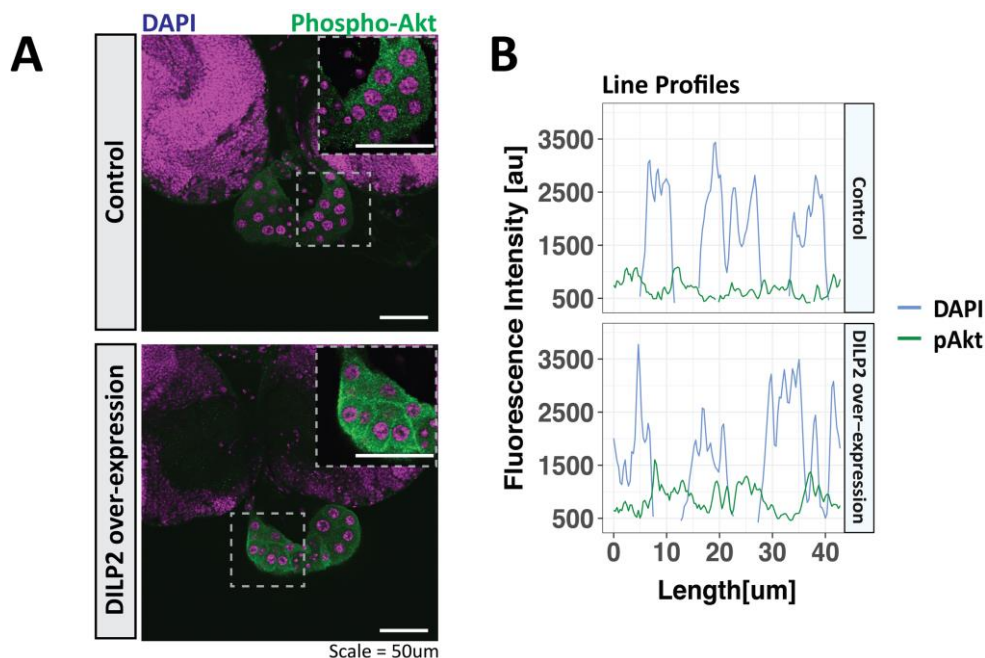 A
DAPI Phospho-Akt
Control
DILP2 over-expression
Scale = 50um
B
Line Profiles
Fluorescence Intensity [au]
3500
2500
1500
500
Control
3500
2500
1500
500
DILP2 over-expression
0 10 20 30 40
Length[um]
DAPI
pAkt